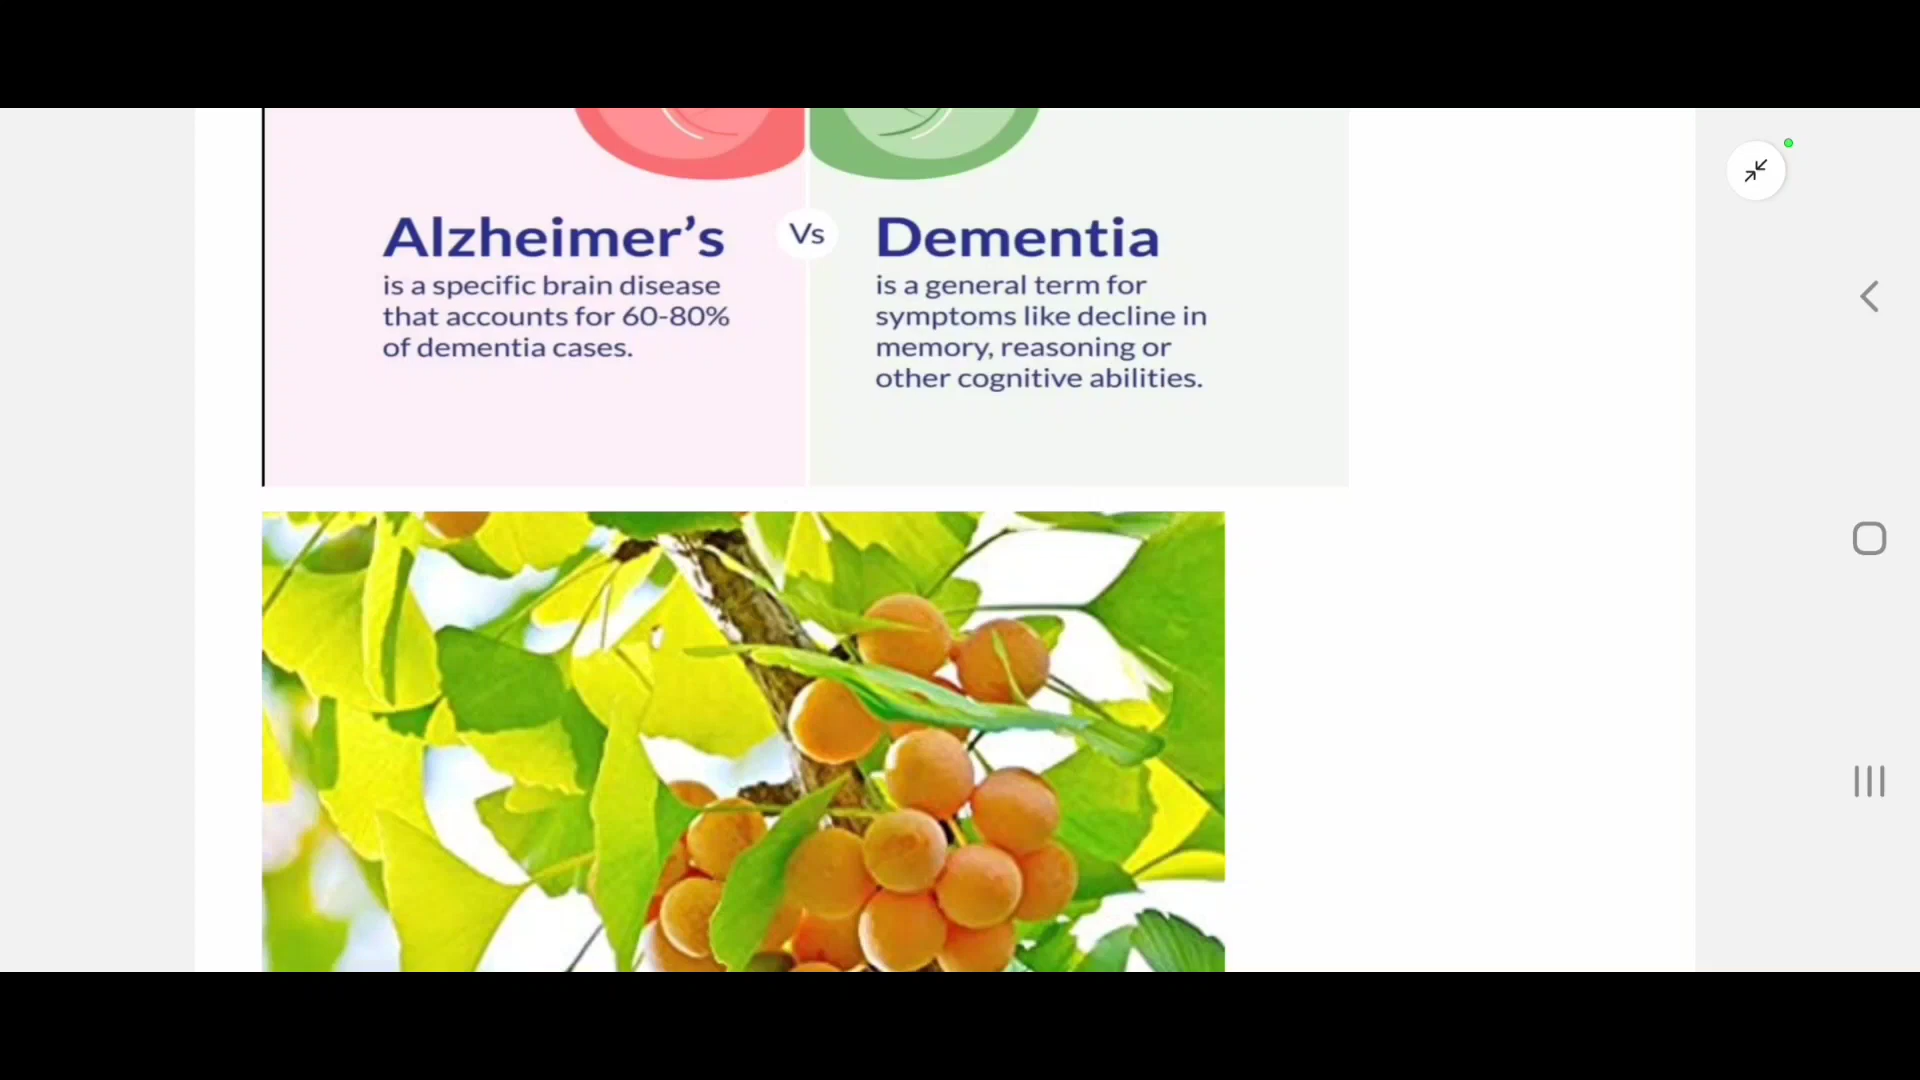 Alzheimer’s
is a specific brain disease
that accounts for 60-80%
of dementia cases.
Vs
Dementia
is a general term for
symptoms like decline in
memory, reasoning or
other cognitive abilities.